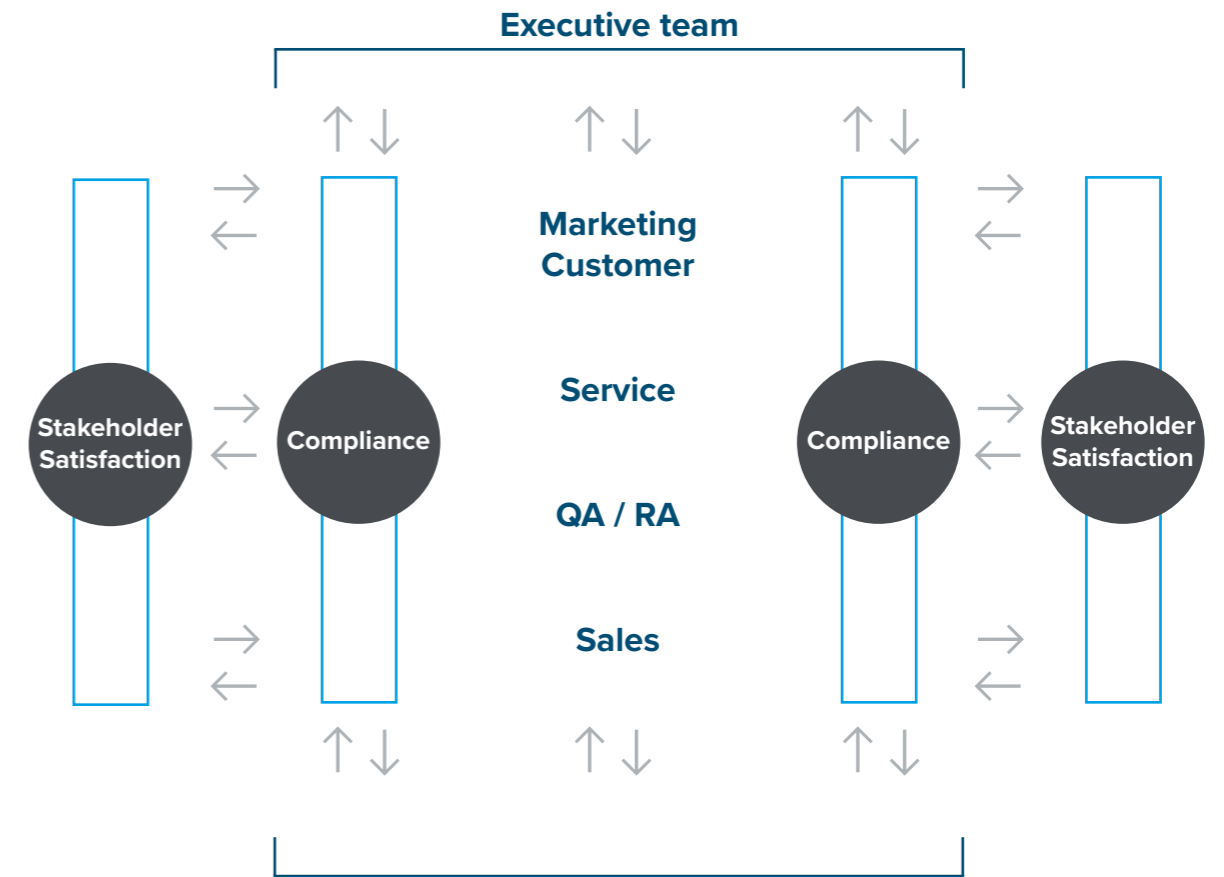 Executive team
Marketing
Customer
Service
QA / RA
Sales
Stakeholder
Satisfaction
Compliance
Compliance
Stakeholder
Satisfaction